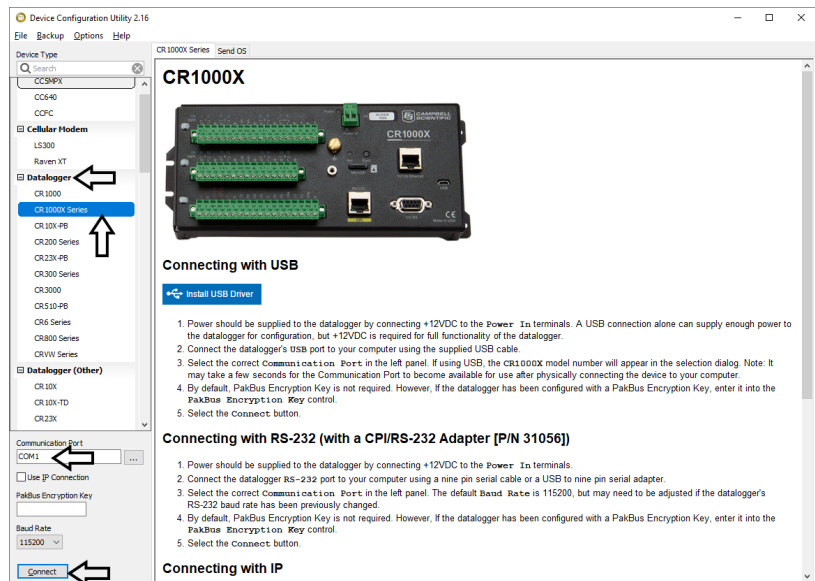 Device Configuration Utility 2.16
File Backup Options Help
Device Type
Search
CC5MPX
CC640
CCFC
Cellular Modem
LS300
Raven XT
Datalogger
CR1000
CR1000X Series
CR10X-PB
CR200 Series
CR23X-PB
CR300 Series
CR3000
CR510-PB
CR6 Series
CR800 Series
CRVW Series
Datalogger (Other)
CR10X
CR10X-TD
CR23X
Communication Port
COM1
...
Use IP Connection
PakBus Encryption Key
Baud Rate
115200
Connect
CR1000X Series Send OS
CR1000X
CAMPBELL
SCIENTIFIC
CR1000X
Connecting with USB
Install USB Driver
1. Power should be supplied to the datalogger by connecting +12VDC to the Power In terminals. A USB connection alone can supply enough power to
the datalogger for configuration, but +12VDC is required for full functionality of the datalogger.
2. Connect the datalogger's USB port to your computer using the supplied USB cable.
3. Select the correct Communication Port in the left panel. If using USB, the CR1000X model number will appear in the selection dialog. Note: It
may take a few seconds for the Communication Port to become available for use after physically connecting the device to your computer.
4. By default, PakBus Encryption Key is not required. However, If the datalogger has been configured with a PakBus Encryption Key, enter it into the
PakBus Encryption Key control.
5. Select the Connect button.
Connecting with RS-232 (with a CPI/RS-232 Adapter [P/N 31056])
1. Power should be supplied to the datalogger by connecting +12VDC to the Power In terminals.
2. Connect the datalogger RS-232 port to your computer using a nine pin serial cable or a USB to nine pin serial adapter.
3. Select the correct Communication Port in the left panel. The default Baud Rate is 115200, but may need to be adjusted if the datalogger's
RS-232 baud rate has been previously changed.
4. By default, PakBus Encryption Key is not required. However, If the datalogger has been configured with a PakBus Encryption Key, enter it into the
PakBus Encryption Key control.
5. Select the Connect button.
Connecting with IP